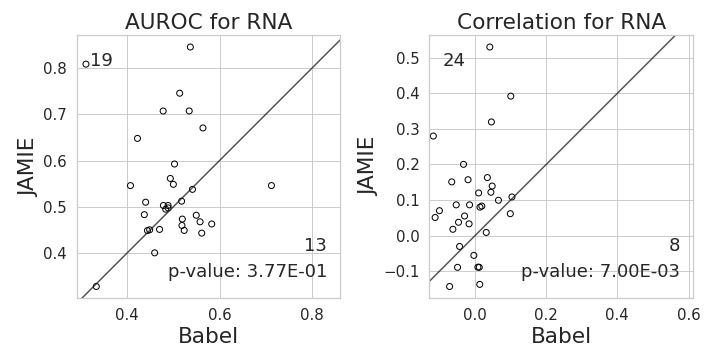 AUROC for RNA
0.8
0.7
0.6
0.5
0.4
JAMIE
19
13
p-value: 3.77E-01
0.4
0.6
0.8
Babel
Correlation for RNA
0.5
0.4
0.3
0.2
0.1
0.0
−0.1
JAMIE
24
8
p-value: 7.00E-03
0.0
0.2
0.4
0.6
Babel